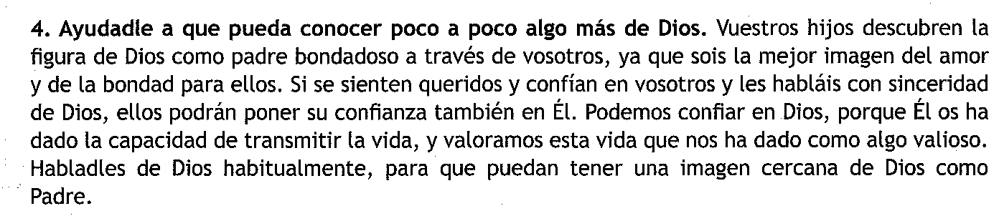 4. Ayudadle a que pueda conocer poco a poco algo más de Dios. Vuestros hijos descubren la
figura de Dios como padre bondadoso a través de vosotros, ya que sois la mejor imagen del amor
y de la bondad para ellos. Si se sienten queridos y confían en vosotros y les habláis con sinceridad
de Dios, ellos podrán poner su confianza también en Él. Podemos confiar en Dios, porque Él os ha
dado la capacidad de transmitir la vida, y valoramos esta vida que nos ha dado como algo valioso.
Habladles de Dios habitualmente, para que puedan tener una imagen cercana de Dios como
Padre.